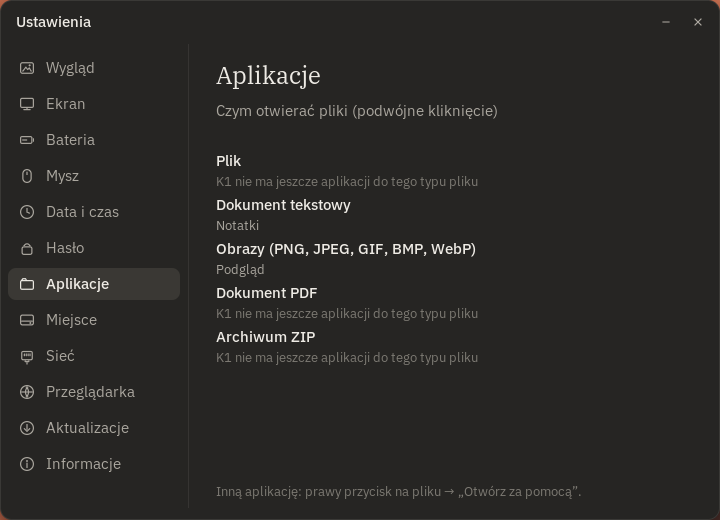 Ustawienia
Wygląd
Ekran
Bateria
Mysz
Data i czas
Hasło
Aplikacje
Miejsce
Sieć
Przeglądarka
Aktualizacje
Informacje
Aplikacje
Czym otwierać pliki (podwójne kliknięcie)
Plik
K1 nie ma jeszcze aplikacji do tego typu pliku
Dokument tekstowy
Notatki
Obrazy (PNG, JPEG, GIF, BMP, WebP)
Podgląd
Dokument PDF
K1 nie ma jeszcze aplikacji do tego typu pliku
Archiwum ZIP
K1 nie ma jeszcze aplikacji do tego typu pliku
Inną aplikację: prawy przycisk na pliku → „Otwórz za pomocą”.